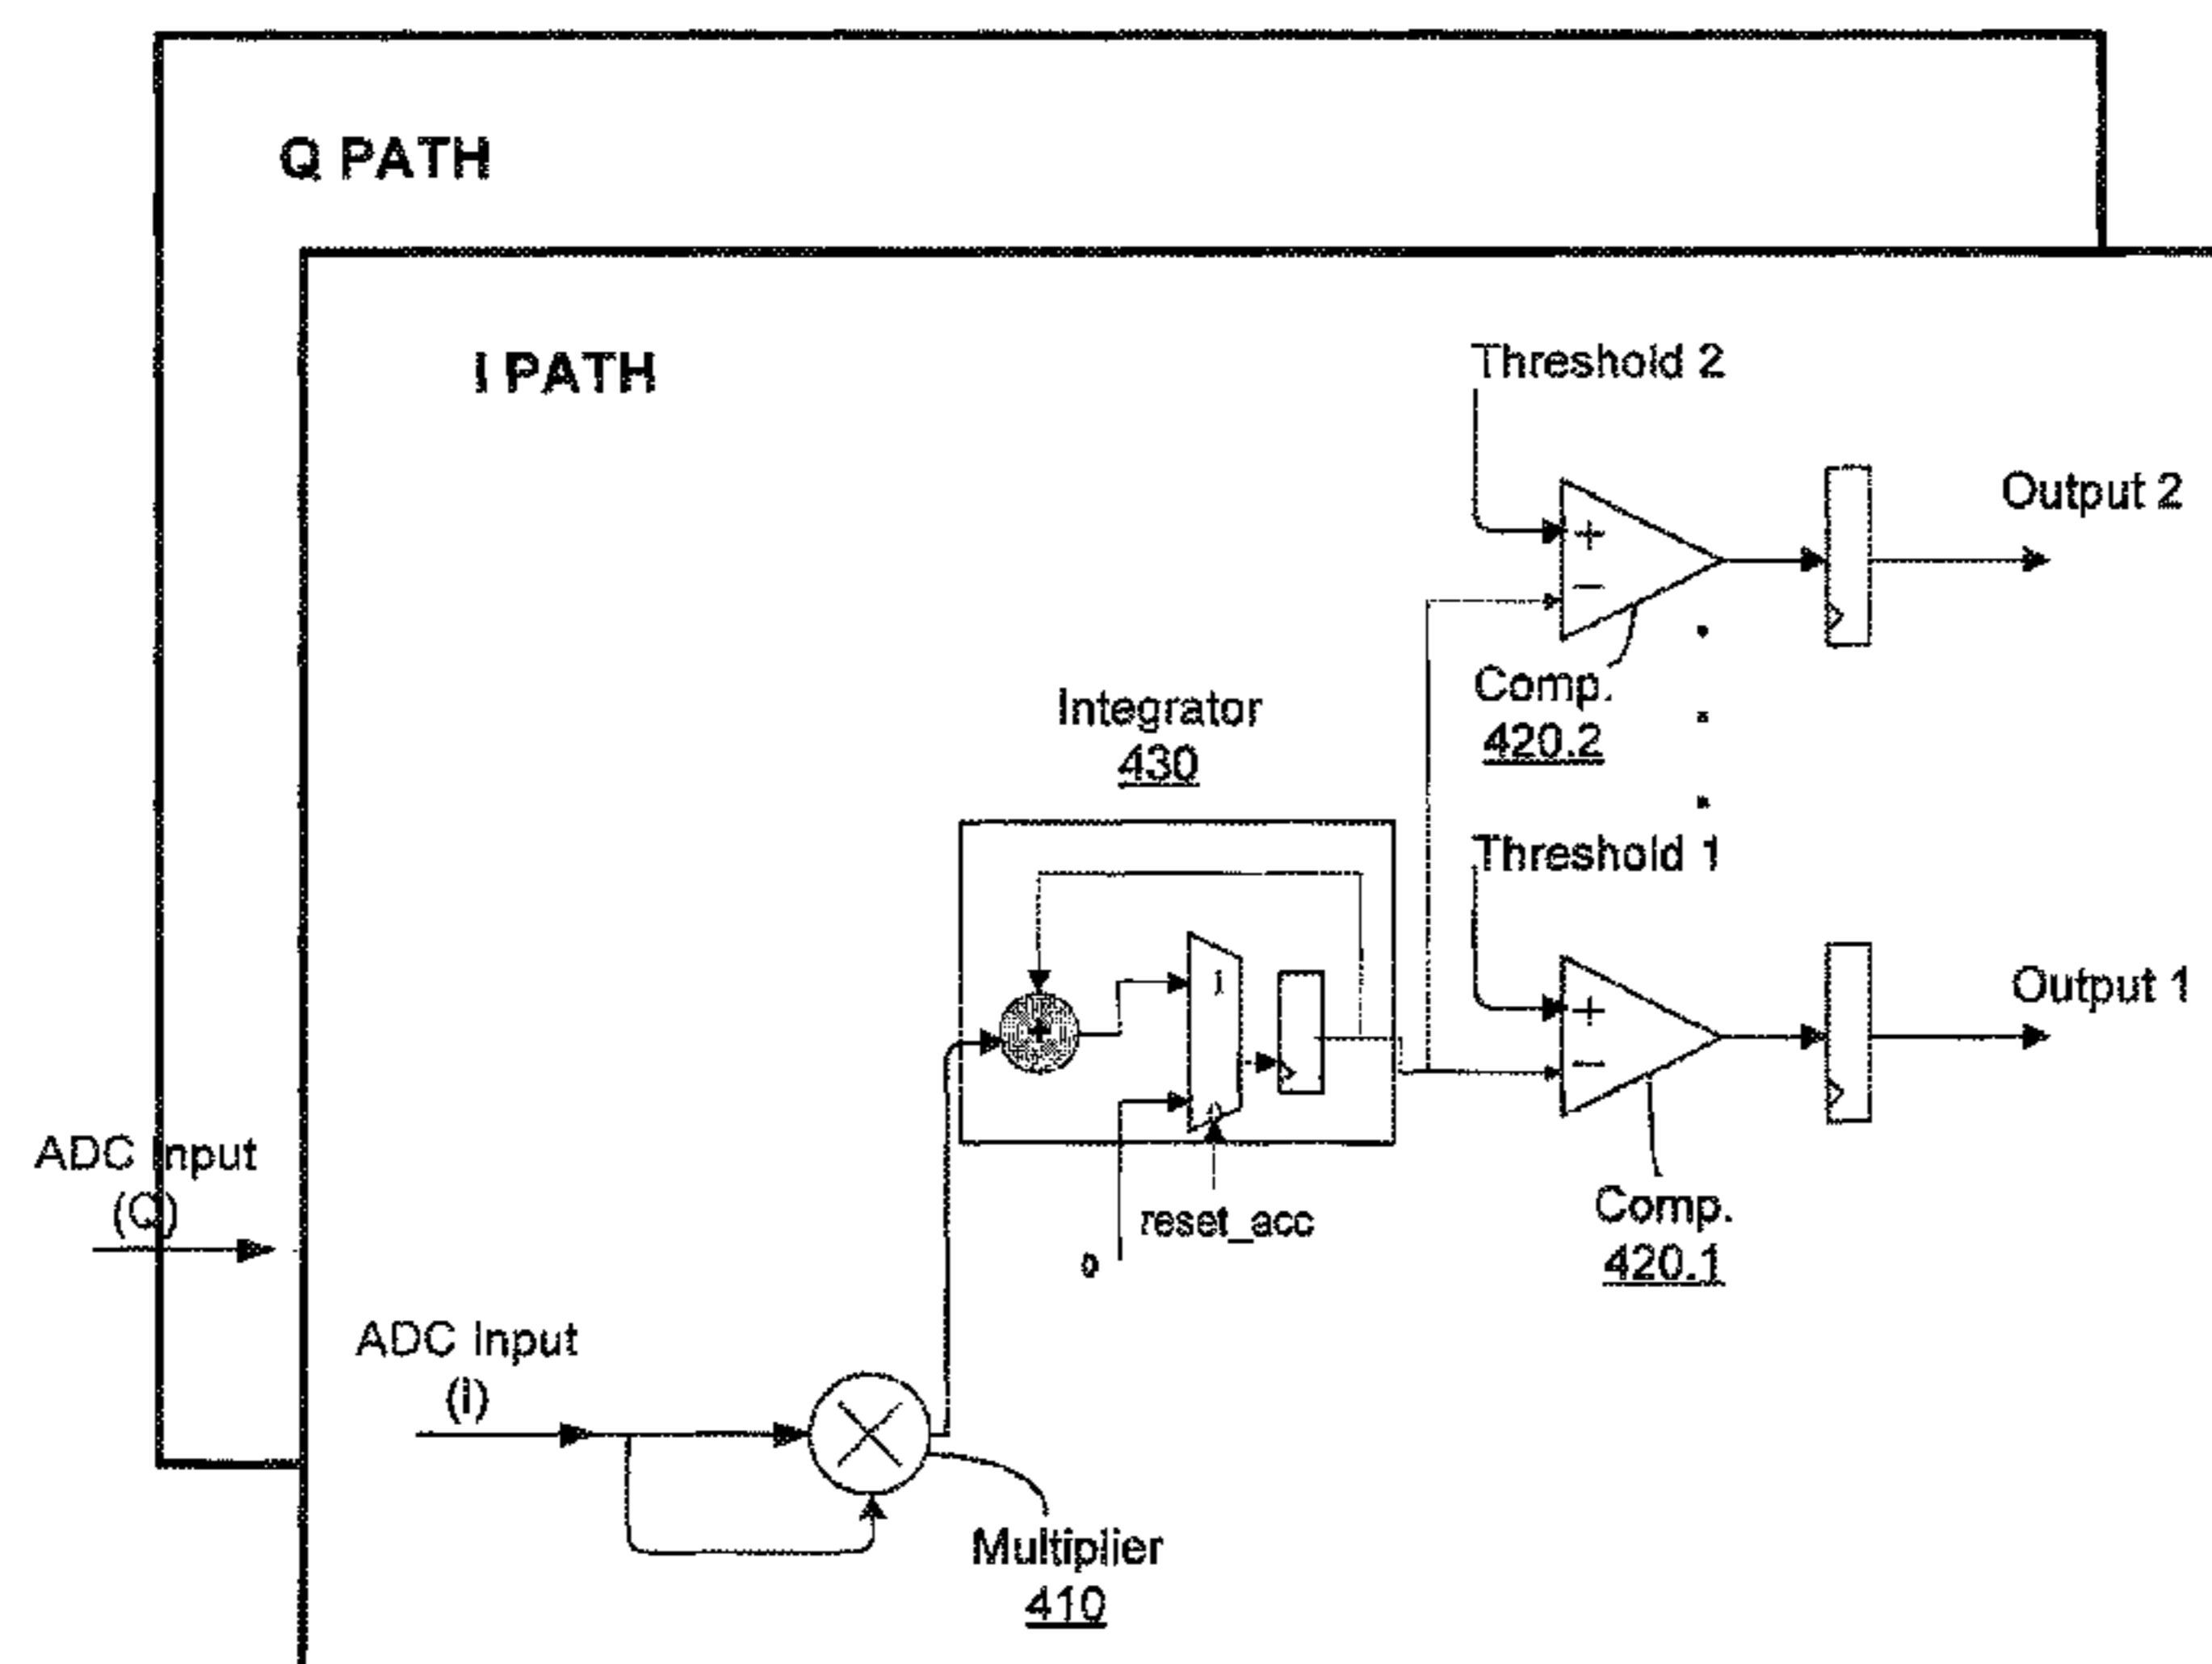 Q PATH
I PATH
Threshold 2
+
−
Output 2
Comp.
420.2
Integrator
430
Threshold 1
+
1
+
−
Output 1
0
reset_acc
0
Comp.
420.1
ADC Input
(Q)
ADC Input
(i)
Multiplier
410